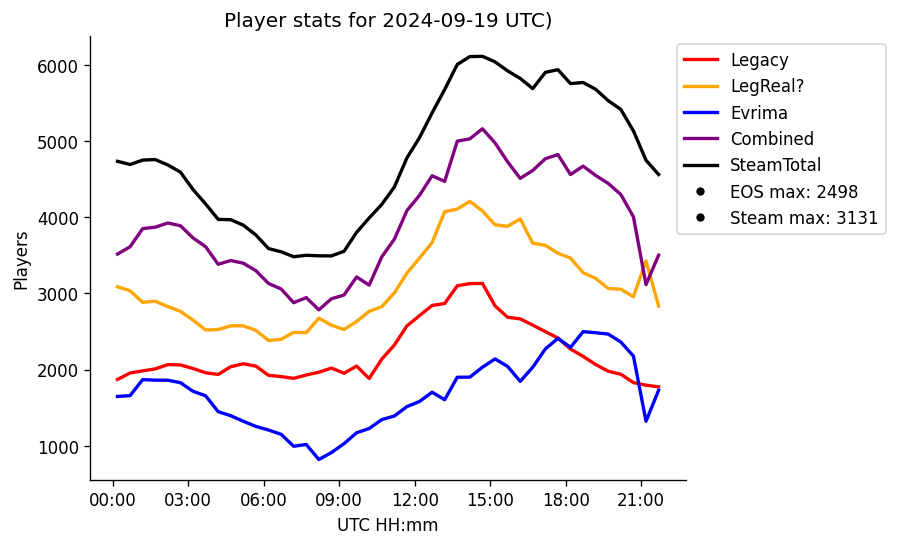 Player stats for 2024-09-19 UTC)
6000
5000
4000
3000
2000
1000
Players
00:00 03:00 06:00 09:00 12:00 15:00 18:00 21:00
UTC HH:mm
Legacy
LegReal?
Evrima
Combined
SteamTotal
EOS max: 2498
Steam max: 3131